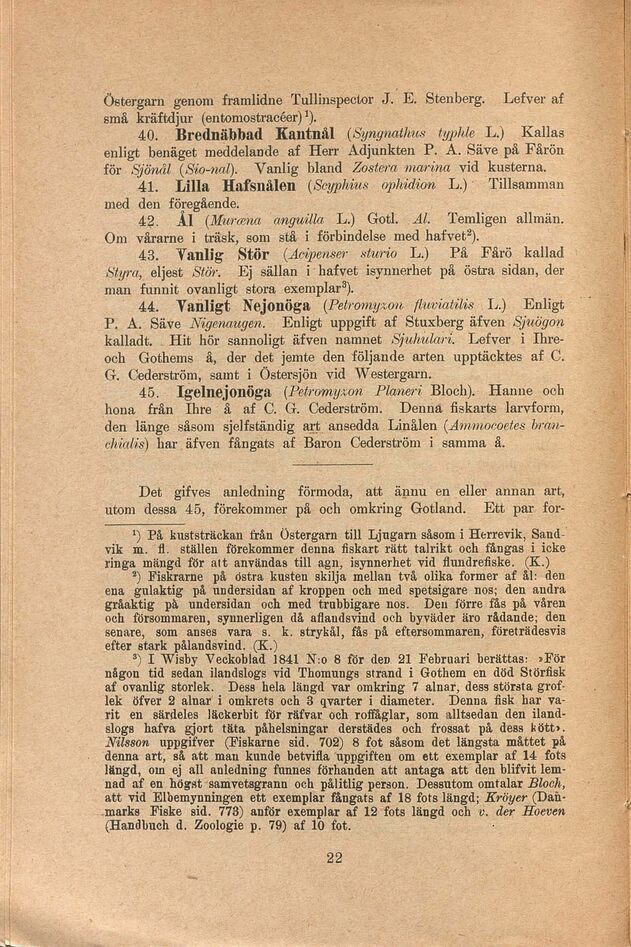 Östergarn genom framlidne Tullinspector J. E. Stenberg. Lefver af
små kräftdjur (entomostracéer)¹).
40. Brednäbbad Kantnål (Syngnathus typhle L.) Kallas
enligt benäget meddelande af Herr Adjunkten P. A. Säve på Fårön
för Sjönål (Sio-nal). Vanlig bland Zostera marina vid kusterna.
41. Lilla Hafsnålen (Scyphius ophidion L.) Tillsamman
med den föregående.
42. Ål (Muræna anguilla L.) Gotl. Al. Temligen allmän.
Om vårarne i träsk, som stå i förbindelse med hafvet²).
43. Vanlig Stör (Acipenser sturio L.) På Fårö kallad
Styra, eljest Stör. Ej sällan i hafvet isynnerhet på östra sidan, der
man funnit ovanligt stora exemplar³).
44. Vanligt Nejonöga (Petromyzon fluviatilis L.) Enligt
P. A. Säve Nigenaugen. Enligt uppgift af Stuxberg äfven Sjuögon
kalladt. Hit hör sannoligt äfven namnet Sjuhulari. Lefver i Ihre-
och Gothems å, der det jemte den följande arten upptäcktes af C.
G. Cederström, samt i Östersjön vid Westergarn.
45. Igelnejonöga (Petromyzon Planeri Bloch). Hanne och
hona från Ihre å af C. G. Cederström. Denna fiskarts larvform,
den länge såsom sjelfständig art ansedda Linålen (Ammocoetes bran-
chialis) har äfven fångats af Baron Cederström i samma å.
Det gifves anledning förmoda, att ännu en eller annan art,
utom dessa 45, förekommer på och omkring Gotland. Ett par for-
¹) På kuststräckan från Östergarn till Ljugarn såsom i Herrevik, Sand-
vik m. fl. ställen förekommer denna fiskart rätt talrikt och fångas i icke
ringa mängd för att användas till agn, isynnerhet vid flundrefiske. (K.)
²) Fiskrarne på östra kusten skilja mellan två olika former af ål: den
ena gulaktig på undersidan af kroppen och med spetsigare nos; den andra
gråaktig på undersidan och med trubbigare nos. Den förre fås på våren
och försommaren, synnerligen då aflandsvind och byväder äro rådande; den
senare, som anses vara s. k. strykål, fås på eftersommaren, företrädesvis
efter stark pålandsvind. (K.)
³) I Wisby Veckoblad 1841 N:o 8 för den 21 Februari berättas: »För
någon tid sedan ilandslogs vid Thomungs strand i Gothem en död Störfisk
af ovanlig storlek. Dess hela längd var omkring 7 alnar, dess största grof-
lek öfver 2 alnar i omkrets och 3 qvarter i diameter. Denna fisk har va-
rit en särdeles läckerbit för räfvar och roffåglar, som alltsedan den iland-
slogs hafva gjort täta påhelsningar derstädes och frossat på dess kött».
Nilsson uppgifver (Fiskarne sid. 702) 8 fot såsom det längsta måttet på
denna art, så att man kunde betvifla uppgiften om ett exemplar af 14 fots
längd, om ej all anledning funnes förhanden att antaga att den blifvit lem-
nad af en högst samvetsgrann och pålitlig person. Dessutom omtalar Bloch,
att vid Elbemynningen ett exemplar fångats af 18 fots längd; Kröyer (Dan-
marks Fiske sid. 773) anför exemplar af 12 fots längd och v. der Hoeven
(Handbuch d. Zoologie p. 79) af 10 fot.
22